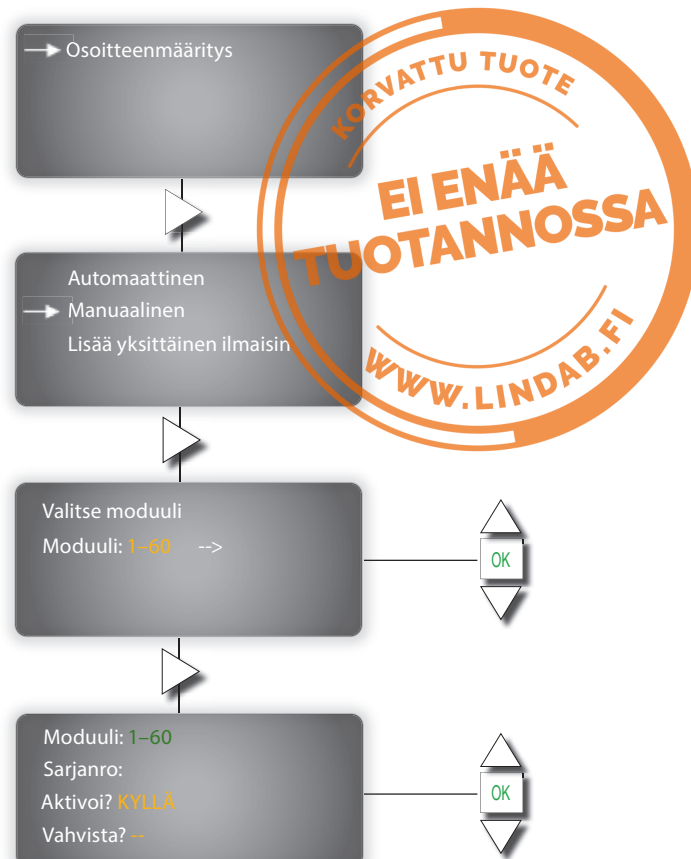 Osoitteenmääritys
KORVATTU TUOTE
EI ENÄÄ
TUOTANNOSSA
WWW.LINDAB.FI
Automaattinen
Manuaalinen
Lisää yksittäinen ilmaisin
Valitse moduuli
Moduuli: 1–60 -->
OK
Moduuli: 1–60
Sarjanro:
Aktivoi? KYLLÄ
Vahvista? --
OK